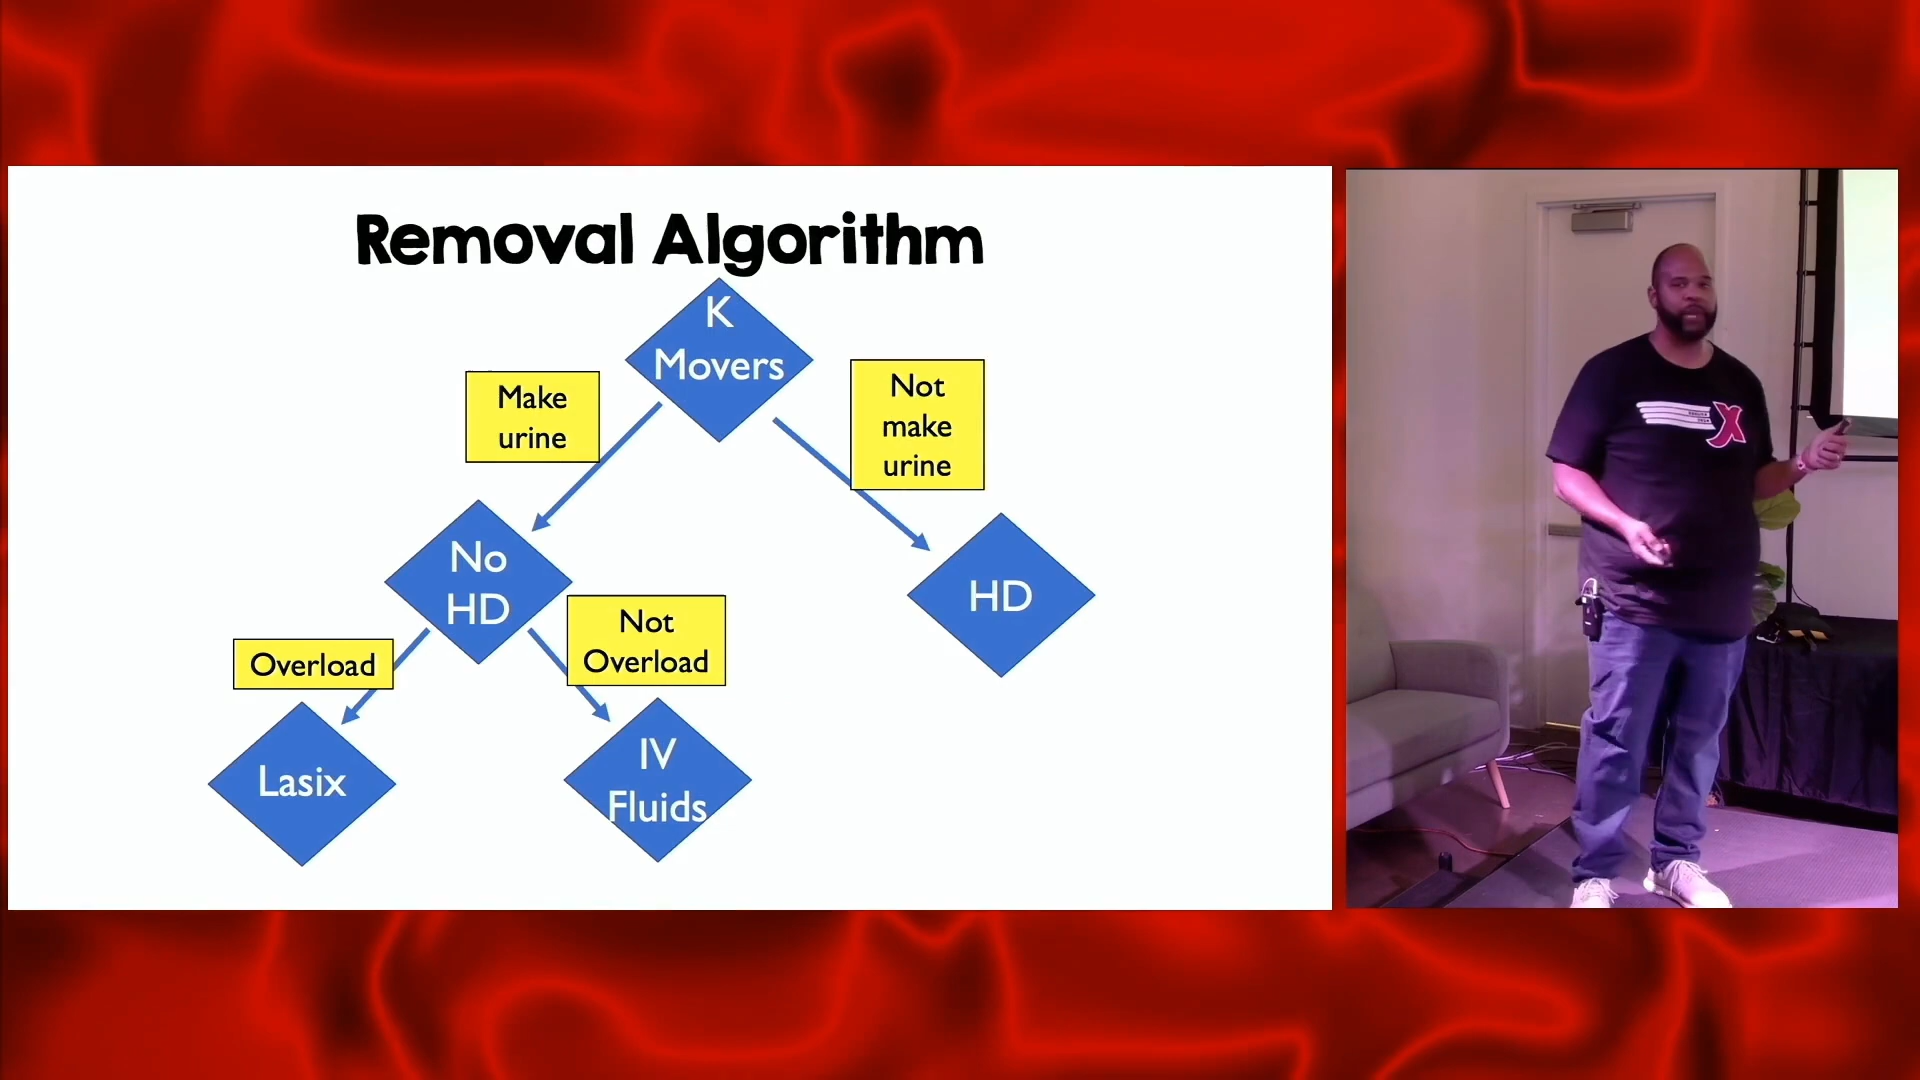 Removal Algorithm
K
Movers
Make
urine
Not
make
urine
No
HD
HD
Overload
Not
Overload
Lasix
IV
Fluids
X